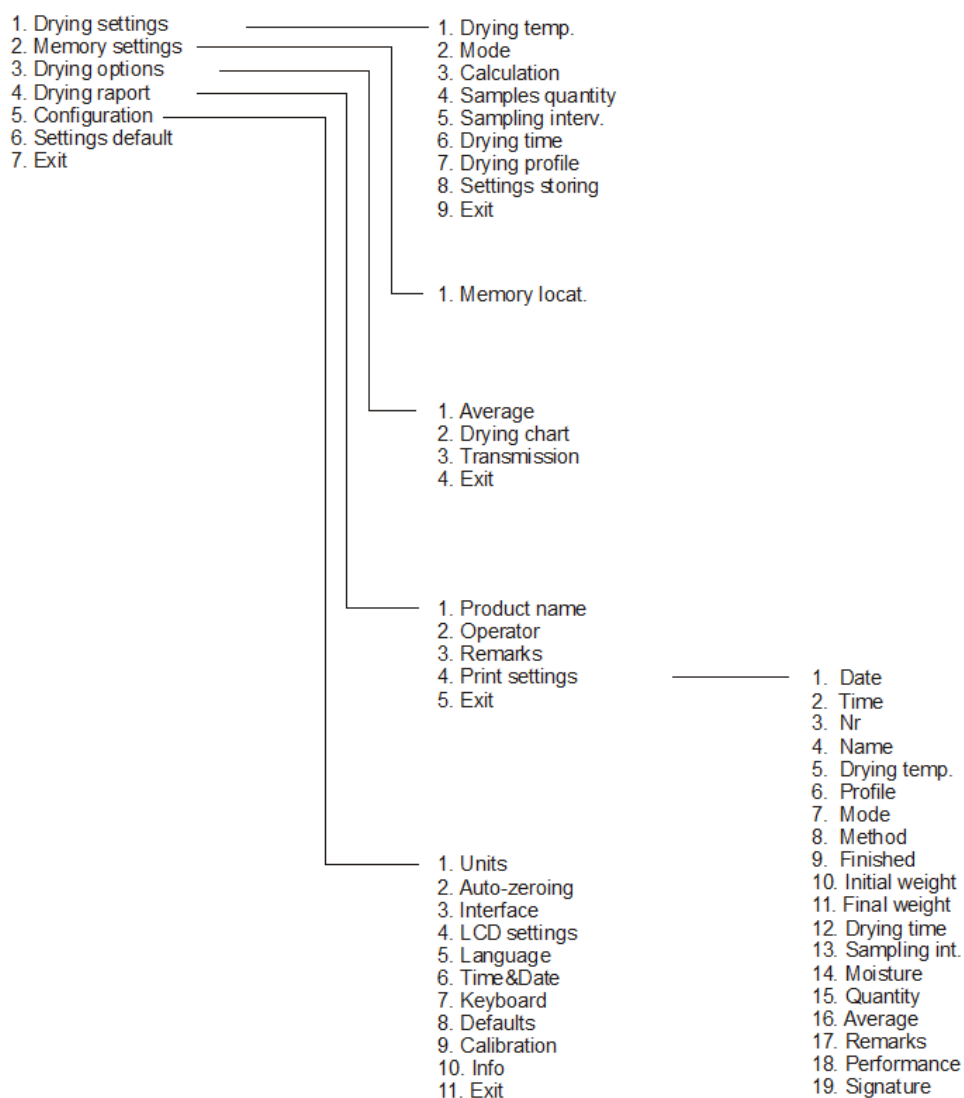 1. Drying settings
2. Memory settings
3. Drying options
4. Drying raport
5. Configuration
6. Settings default
7. Exit
1. Drying temp.
2. Mode
3. Calculation
4. Samples quantity
5. Sampling interv.
6. Drying time
7. Drying profile
8. Settings storing
9. Exit
1. Memory locat.
1. Average
2. Drying chart
3. Transmission
4. Exit
1. Product name
2. Operator
3. Remarks
4. Print settings
5. Exit
1. Date
2. Time
3. Nr
4. Name
5. Drying temp.
6. Profile
7. Mode
8. Method
9. Finished
10. Initial weight
11. Final weight
12. Drying time
13. Sampling int.
14. Moisture
15. Quantity
16. Average
17. Remarks
18. Performance
19. Signature
1. Units
2. Auto-zeroing
3. Interface
4. LCD settings
5. Language
6. Time&Date
7. Keyboard
8. Defaults
9. Calibration
10. Info
11. Exit